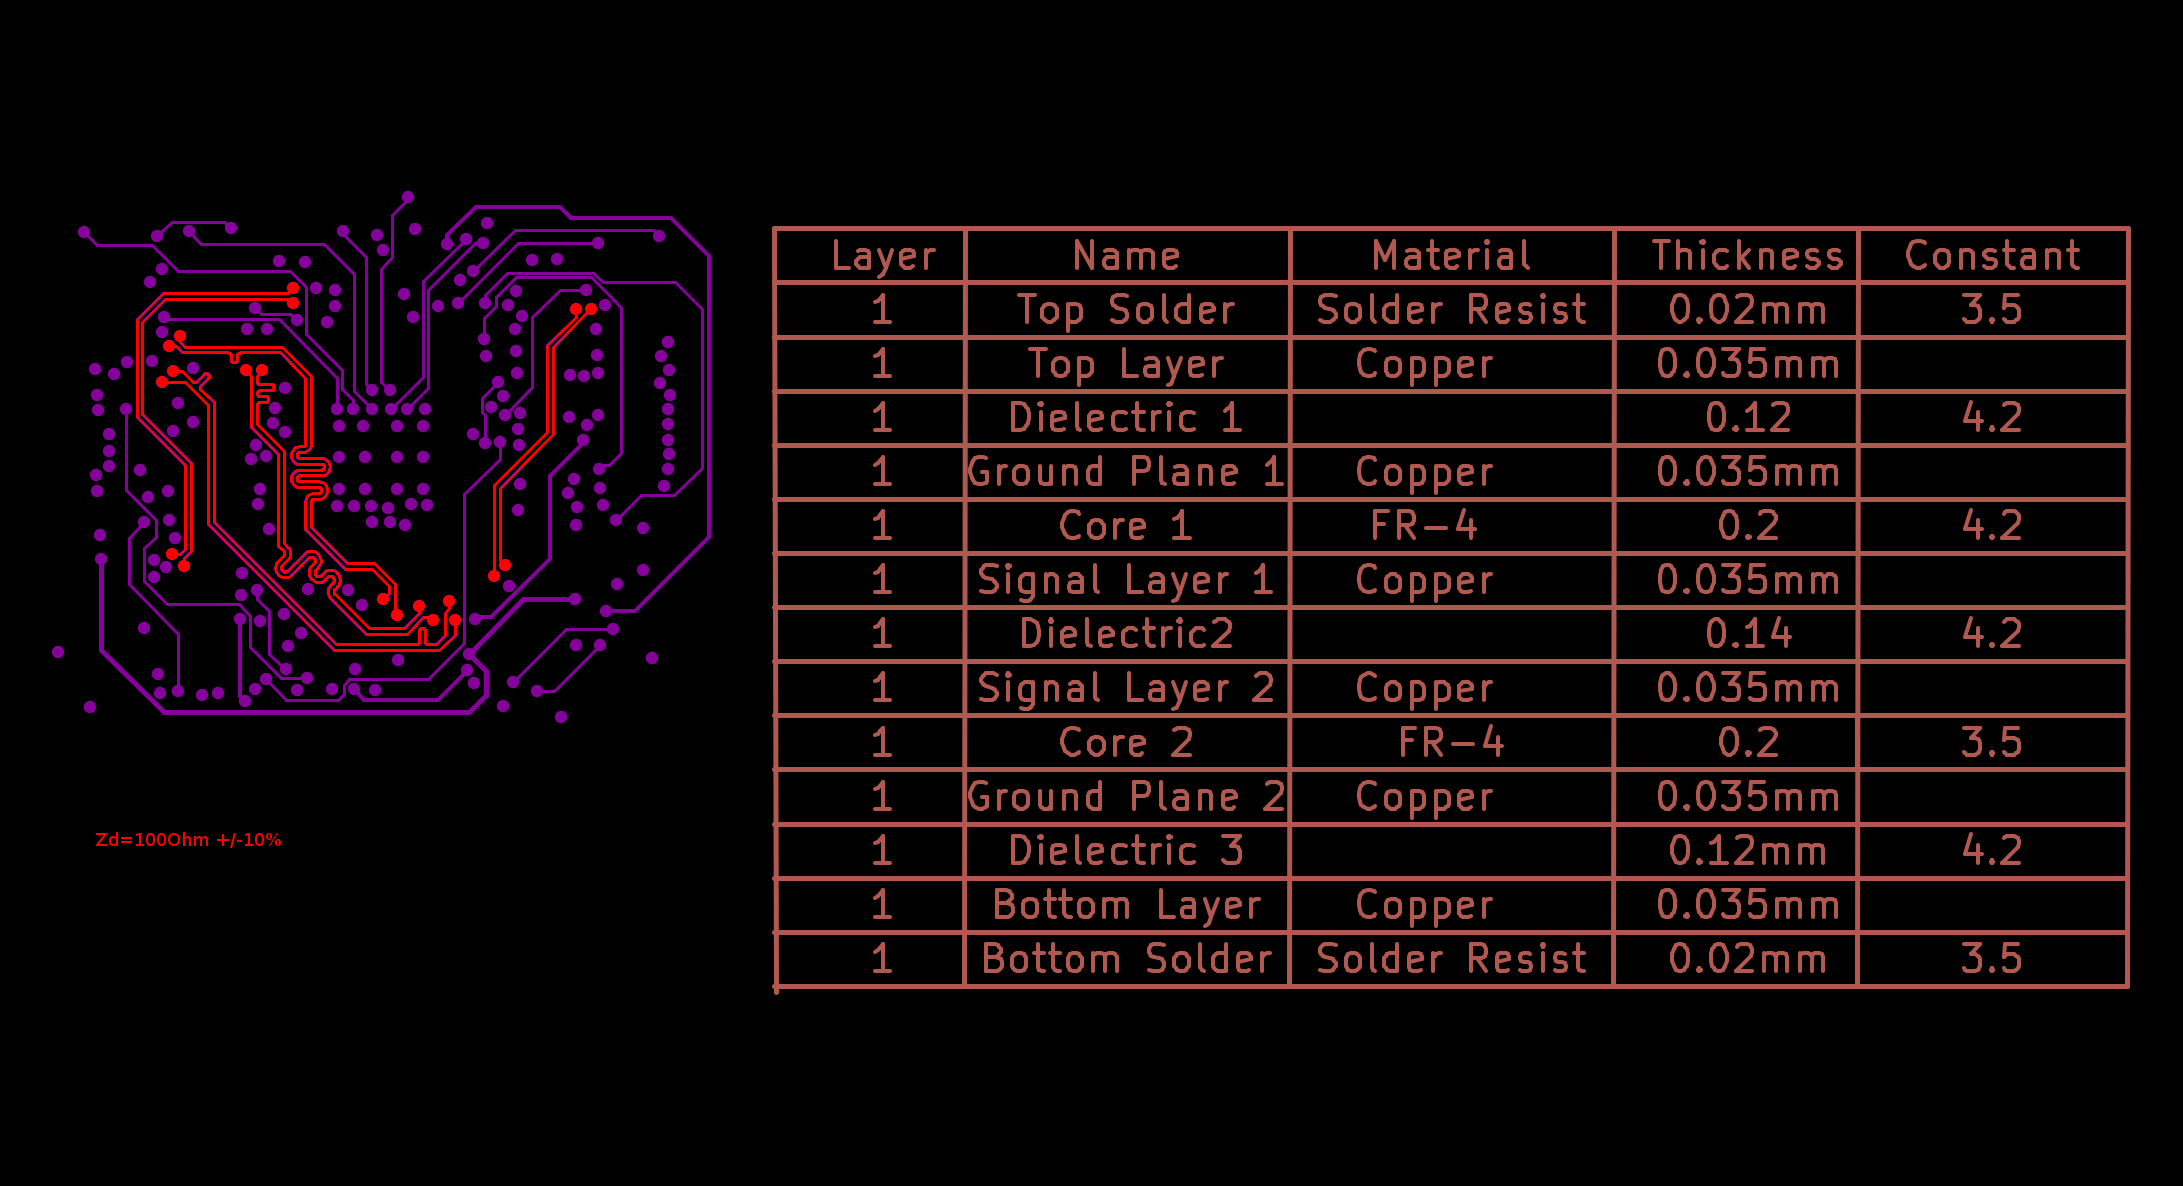 Layer Name Material Thickness Constant
1 Top Solder Solder Resist 0.02mm 3.5
1 Top Layer Copper 0.035mm
1 Dielectric 1 0.12 4.2
1 Ground Plane 1 Copper 0.035mm
1 Core 1 FR-4 0.2 4.2
1 Signal Layer 1 Copper 0.035mm
1 Dielectric2 0.14 4.2
1 Signal Layer 2 Copper 0.035mm
1 Core 2 FR-4 0.2 3.5
1 Ground Plane 2 Copper 0.035mm
1 Dielectric 3 0.12mm 4.2
1 Bottom Layer Copper 0.035mm
1 Bottom Solder Solder Resist 0.02mm 3.5
Zd=100Ohm +/-10%